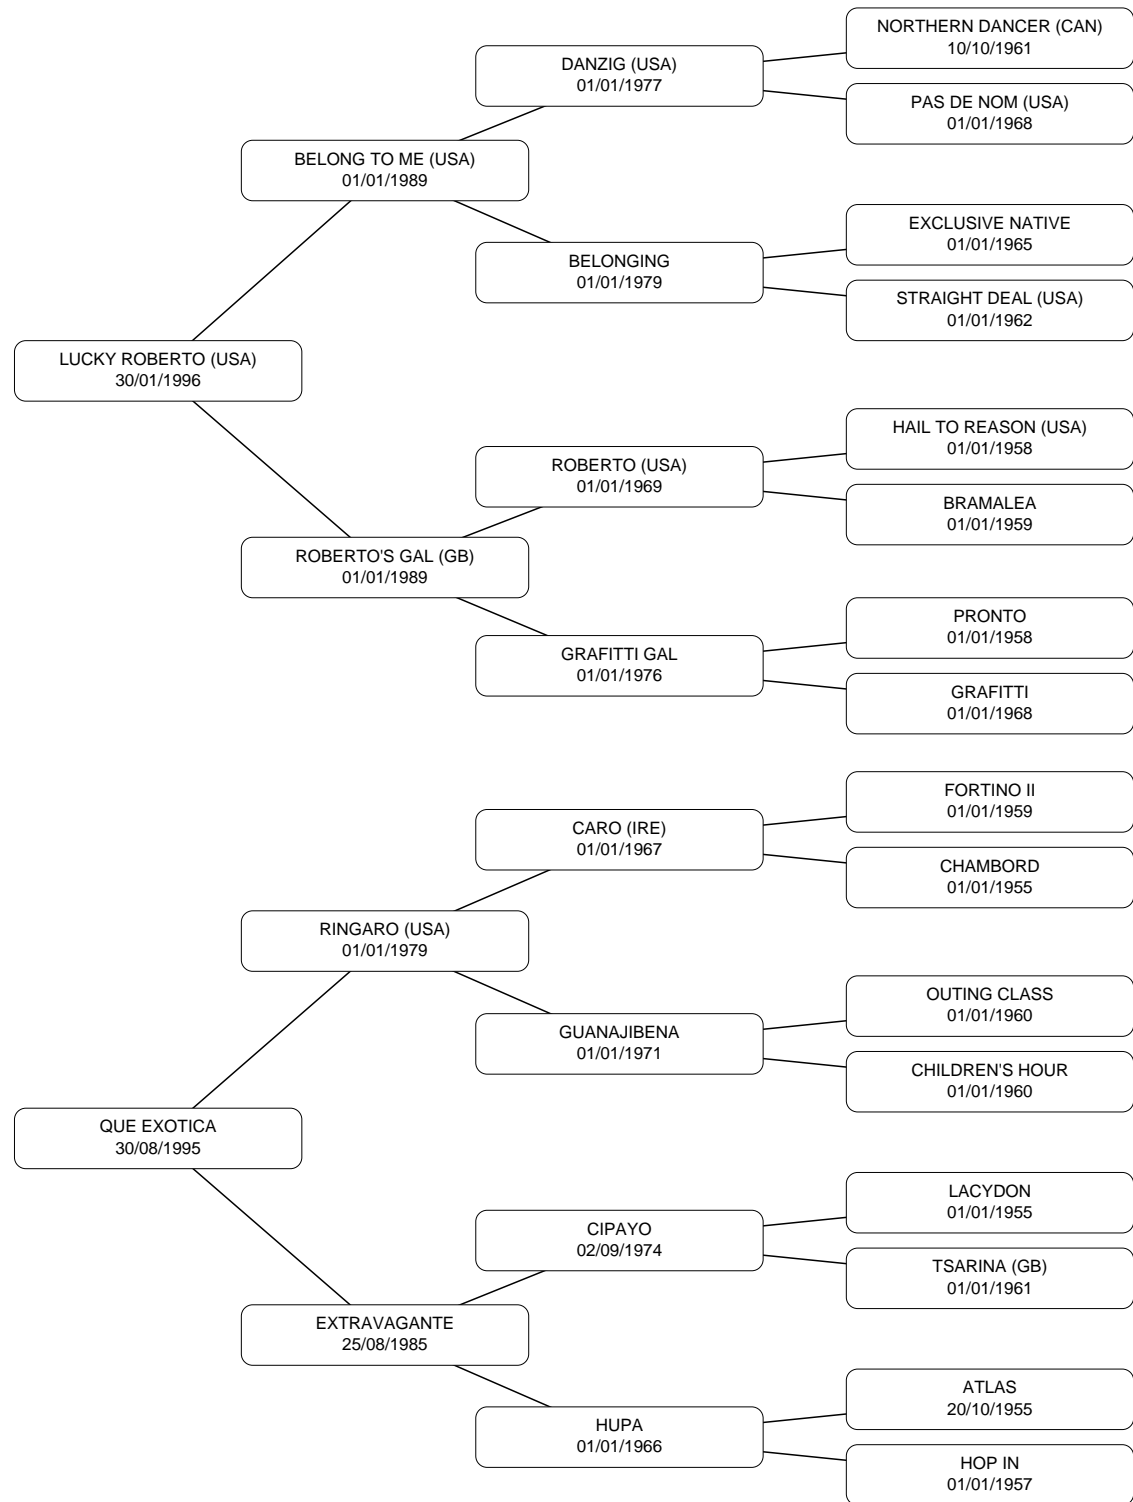 NORTHERN DANCER (CAN)
10/10/1961
DANZIG (USA)
01/01/1977
PAS DE NOM (USA)
01/01/1968
BELONG TO ME (USA)
01/01/1989
EXCLUSIVE NATIVE
01/01/1965
BELONGING
01/01/1979
STRAIGHT DEAL (USA)
01/01/1962
LUCKY ROBERTO (USA)
30/01/1996
HAIL TO REASON (USA)
01/01/1958
ROBERTO (USA)
01/01/1969
BRAMALEA
01/01/1959
ROBERTO'S GAL (GB)
01/01/1989
PRONTO
01/01/1958
GRAFITTI GAL
01/01/1976
GRAFITTI
01/01/1968
FORTINO II
01/01/1959
CARO (IRE)
01/01/1967
CHAMBORD
01/01/1955
RINGARO (USA)
01/01/1979
OUTING CLASS
01/01/1960
GUANAJIBENA
01/01/1971
CHILDREN'S HOUR
01/01/1960
QUE EXOTICA
30/08/1995
LACYDON
01/01/1955
CIPAYO
02/09/1974
TSARINA (GB)
01/01/1961
EXTRAVAGANTE
25/08/1985
ATLAS
20/10/1955
HUPA
01/01/1966
HOP IN
01/01/1957